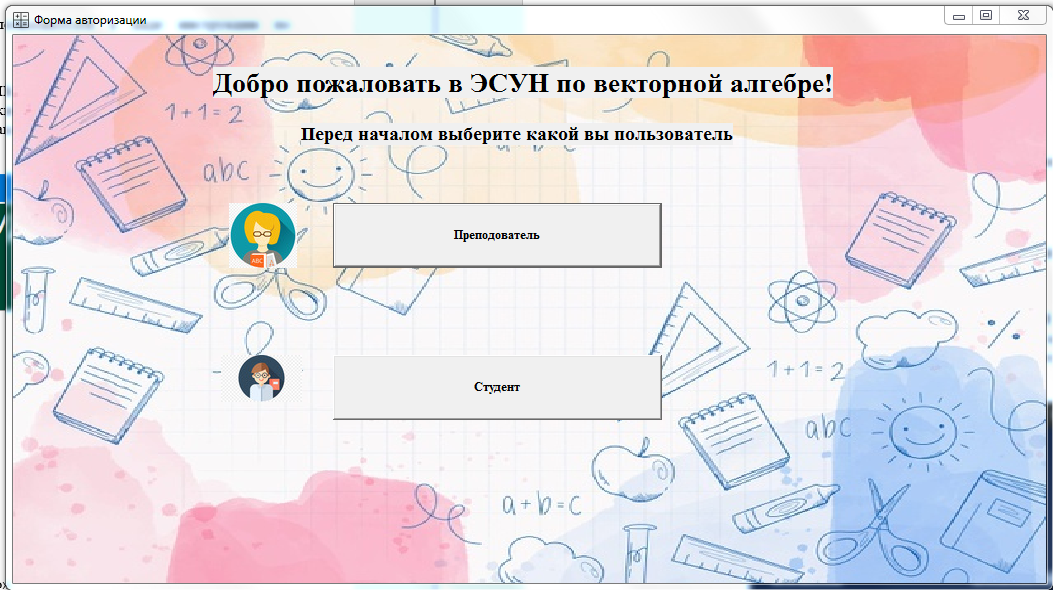 Форма авторизации
Добро пожаловать в ЭСУН по векторной алгебре!
1+1=2
Перед началом выберите какой вы пользователь
abc
Преподователь
ABC
A
1+1=2
Студент
abc
a+b=c